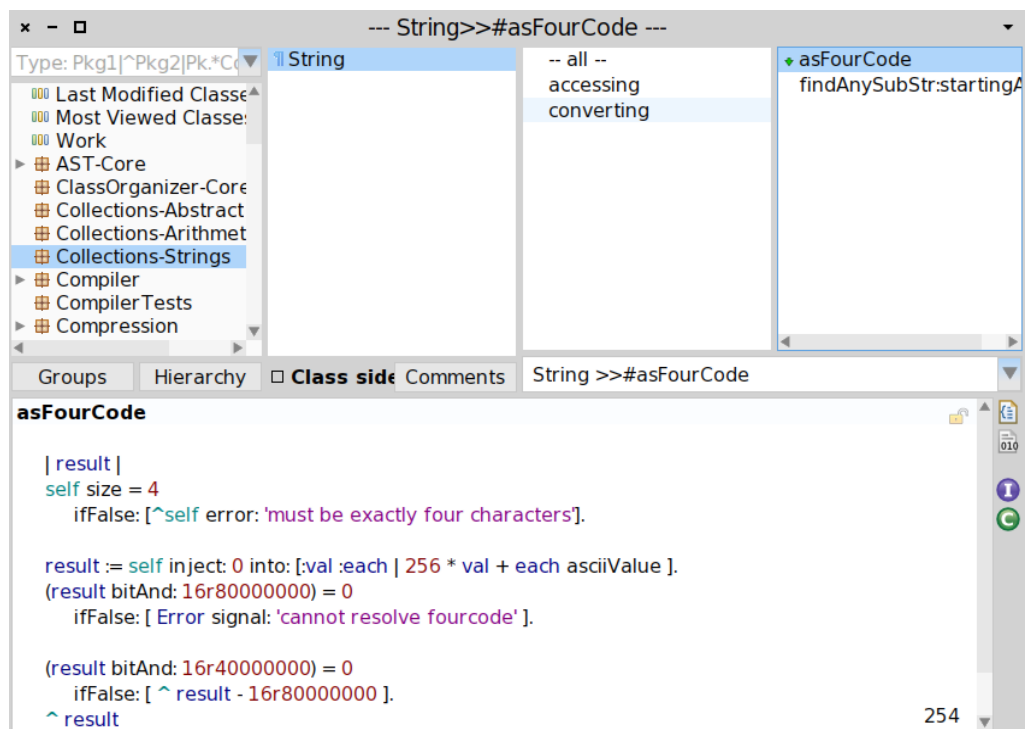 --- String>>#asFourCode ---
Type: Pkg1|^Pkg2|Pk.*Co
Last Modified Classe
Most Viewed Classes
Work
AST-Core
ClassOrganizer-Core
Collections-Abstract
Collections-Arithmet
Collections-Strings
Compiler
CompilerTests
Compression
String
-- all --
accessing
converting
asFourCode
findAnySubStr:startingA
Groups
Hierarchy
Class side
Comments
String >>#asFourCode
asFourCode
| result |
self size = 4
ifFalse: [^self error: 'must be exactly four characters'].
result := self inject: 0 into: [:val :each | 256 * val + each asciiValue ].
(result bitAnd: 16r80000000) = 0
ifFalse: [ Error signal: 'cannot resolve fourcode' ].
(result bitAnd: 16r40000000) = 0
ifFalse: [ ^ result - 16r80000000 ].
^ result
254
010
I
C